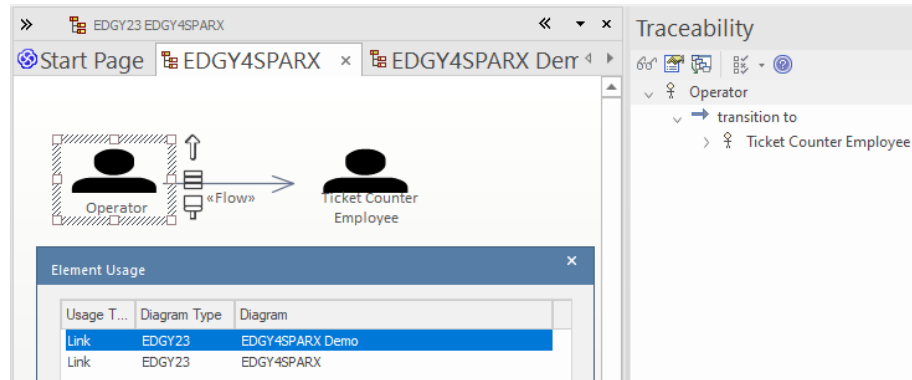 EDGY23 EDGY4SPARX
Start Page
EDGY4SPARX
EDGY4SPARX Dem
Operator
«Flow»
Ticket Counter
Employee
Element Usage
Usage T... Diagram Type Diagram
Link EDGY23 EDGY4SPARX Demo
Link EDGY23 EDGY4SPARX
Traceability
Operator
transition to
Ticket Counter Employee